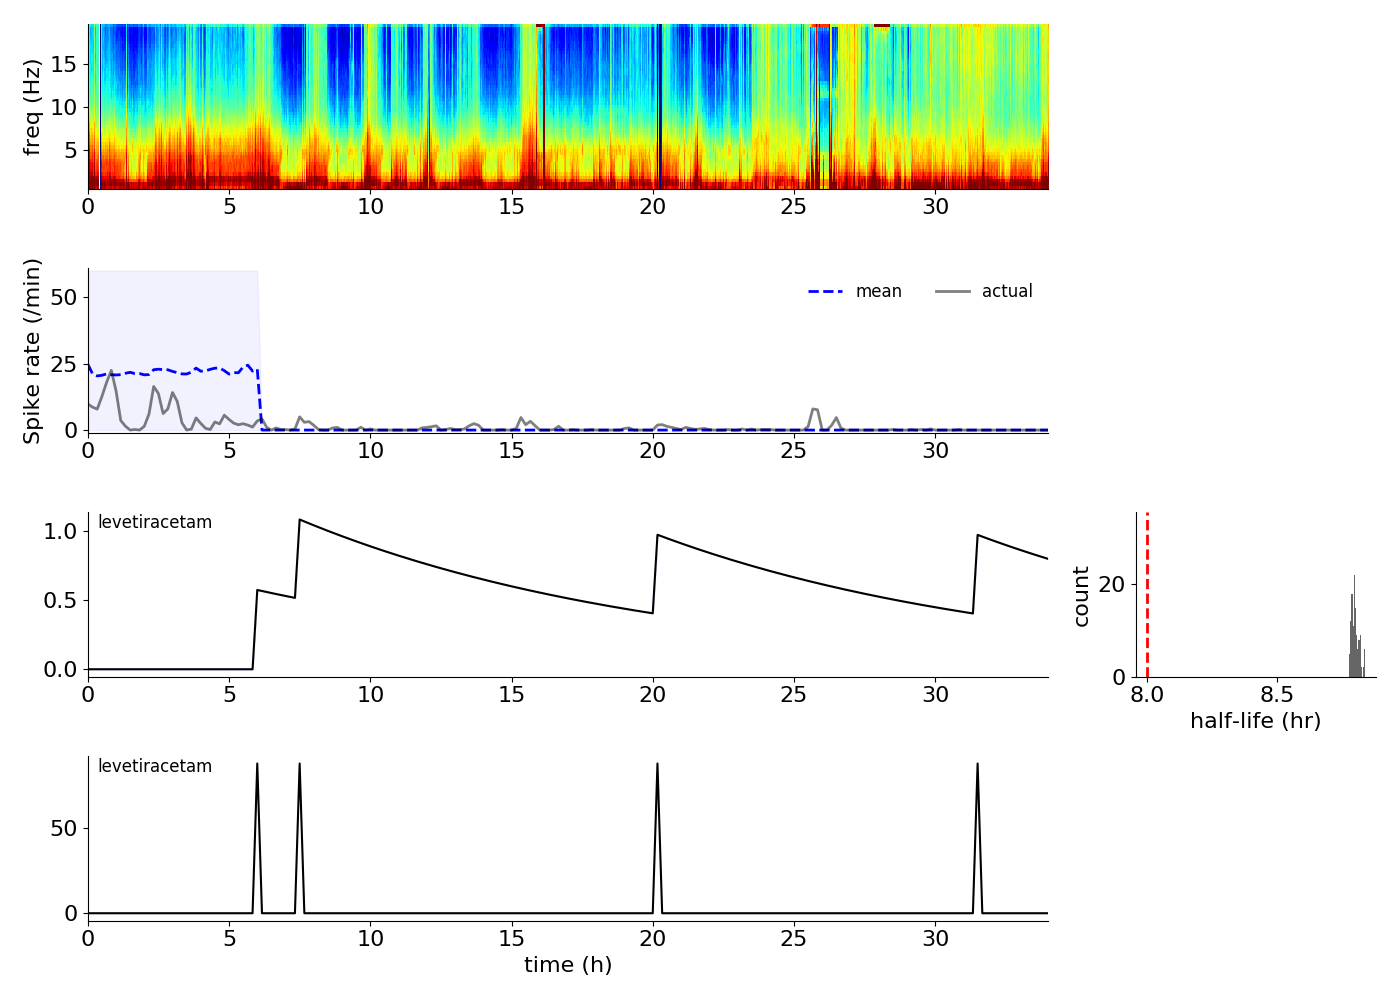 freq (Hz)
15
10
5
0 5 10 15 20 25 30
Spike rate (/min)
50
25
0
mean actual
0 5 10 15 20 25 30
levetiracetam
1.0
0.5
0.0
0 5 10 15 20 25 30
count
20
0
8.0 8.5
half-life (hr)
levetiracetam
50
0
0 5 10 15 20 25 30
time (h)